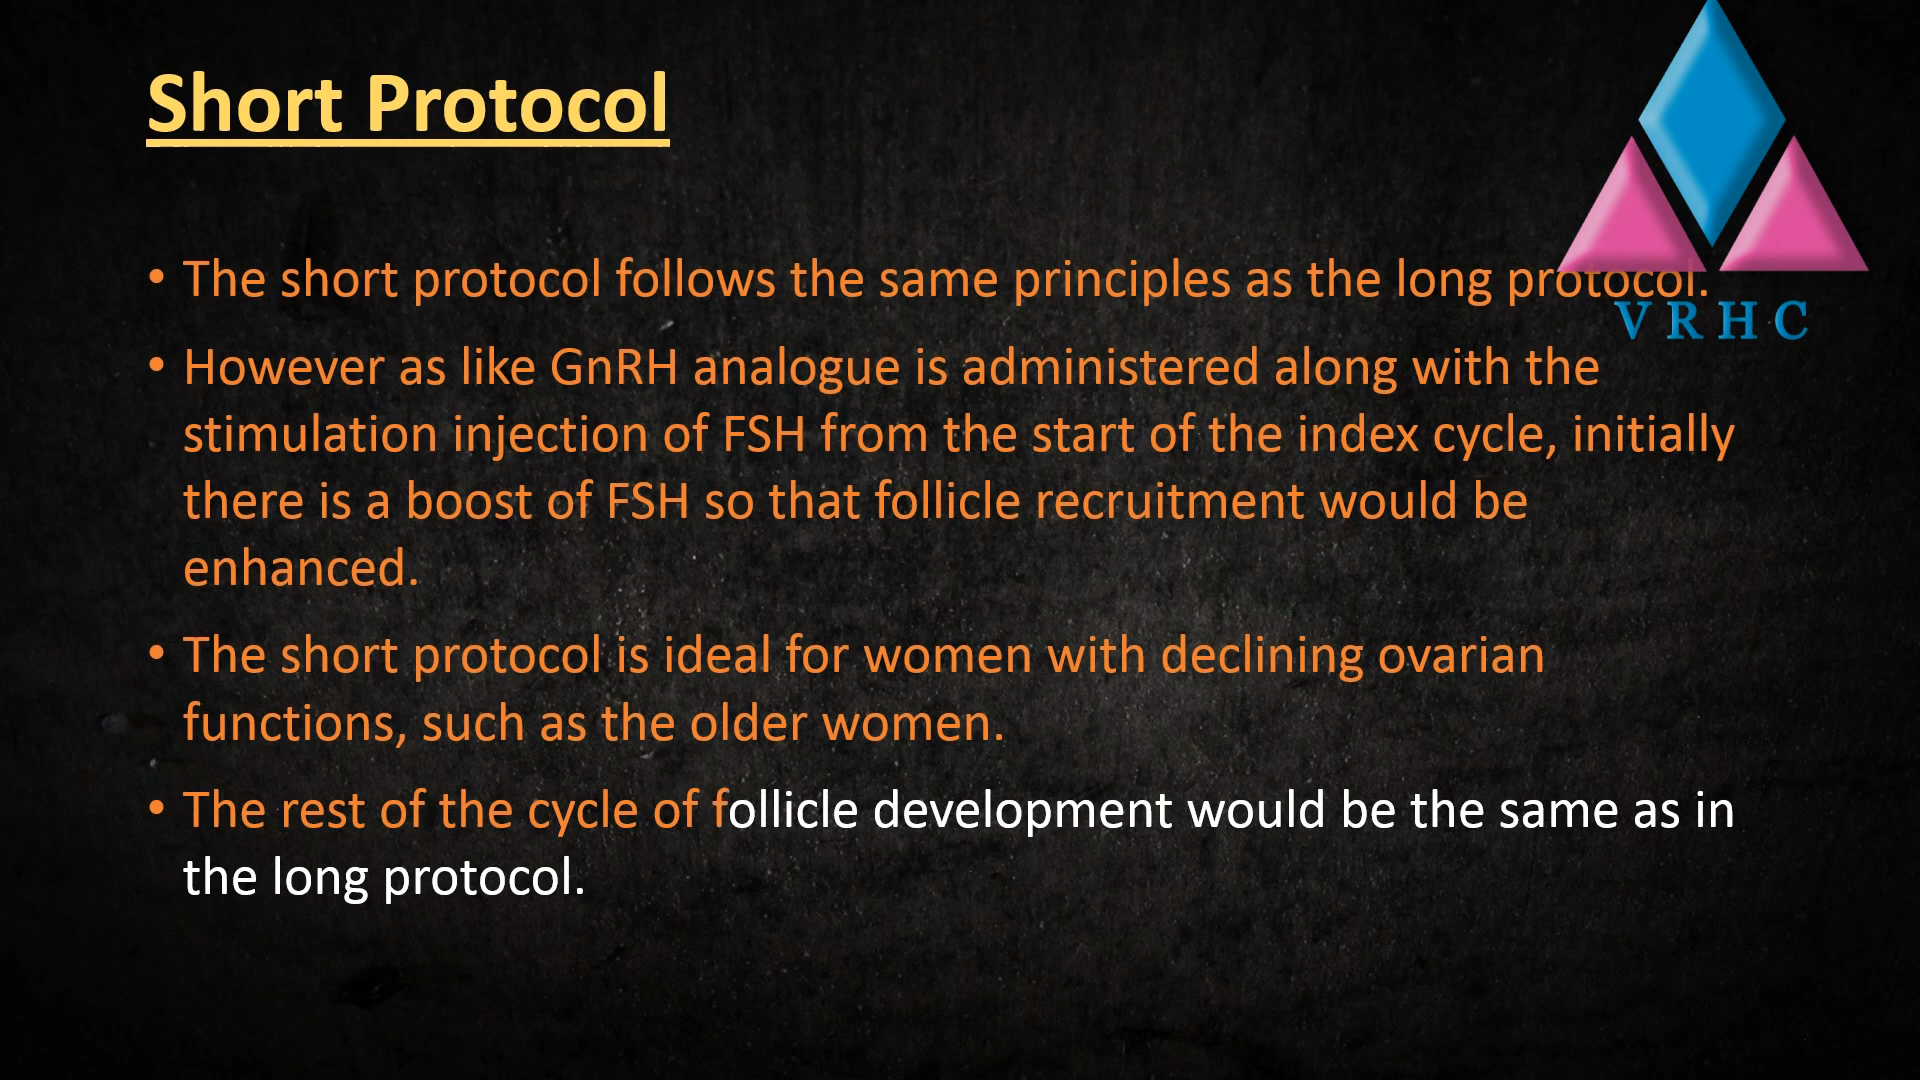 Short Protocol
• The short protocol follows the same principles as the long protocol.
VRHC
• However as like GnRH analogue is administered along with the
stimulation injection of FSH from the start of the index cycle, initially
there is a boost of FSH so that follicle recruitment would be
enhanced.
• The short protocol is ideal for women with declining ovarian
functions, such as the older women.
• The rest of the cycle of follicle development would be the same as in
the long protocol.